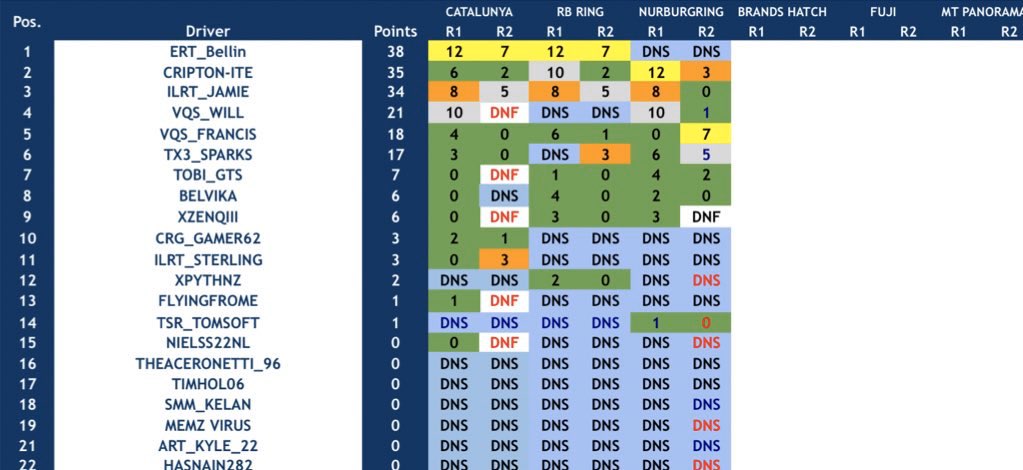 CATALUNYA RB RING NURBURGRING BRANDS HATCH FUJI MT PANORAMA
Pos. Driver Points R1 R2 R1 R2 R1 R2 R1 R2 R1 R2 R1 R2
1 ERT_Bellin 38 12 7 12 7 DNS DNS
2 CRIPTON-ITE 35 6 2 10 2 12 3
3 ILRT_JAMIE 34 8 5 8 5 8 0
4 VQS_WILL 21 10 DNF DNS DNS 10 1
5 VQS_FRANCIS 18 4 0 6 1 0 7
6 TX3_SPARKS 17 3 0 DNS 3 6 5
7 TOBI_GTS 7 0 DNF 1 0 4 2
8 BELVIKA 6 0 DNS 4 0 2 0
9 XZENQIII 6 0 DNF 3 0 3 DNF
10 CRG_GAMER62 3 2 1 DNS DNS DNS DNS
11 ILRT_STERLING 3 0 3 DNS DNS DNS DNS
12 XPYTHNZ 2 DNS DNS 2 0 DNS DNS
13 FLYINGFROME 1 1 DNF DNS DNS DNS DNS
14 TSR_TOMSOFT 1 DNS DNS DNS DNS 1 0
15 NIELSS22NL 0 0 DNF DNS DNS DNS DNS
16 THEACERONETTI_96 0 DNS DNS DNS DNS DNS DNS
17 TIMHOL06 0 DNS DNS DNS DNS DNS DNS
18 SMM_KELAN 0 DNS DNS DNS DNS DNS DNS
19 MEMZ VIRUS 0 DNS DNS DNS DNS DNS DNS
21 ART_KYLE_22 0 DNS DNS DNS DNS DNS DNS
22 HASNAIN282 0 DNS DNS DNS DNS DNS DNS